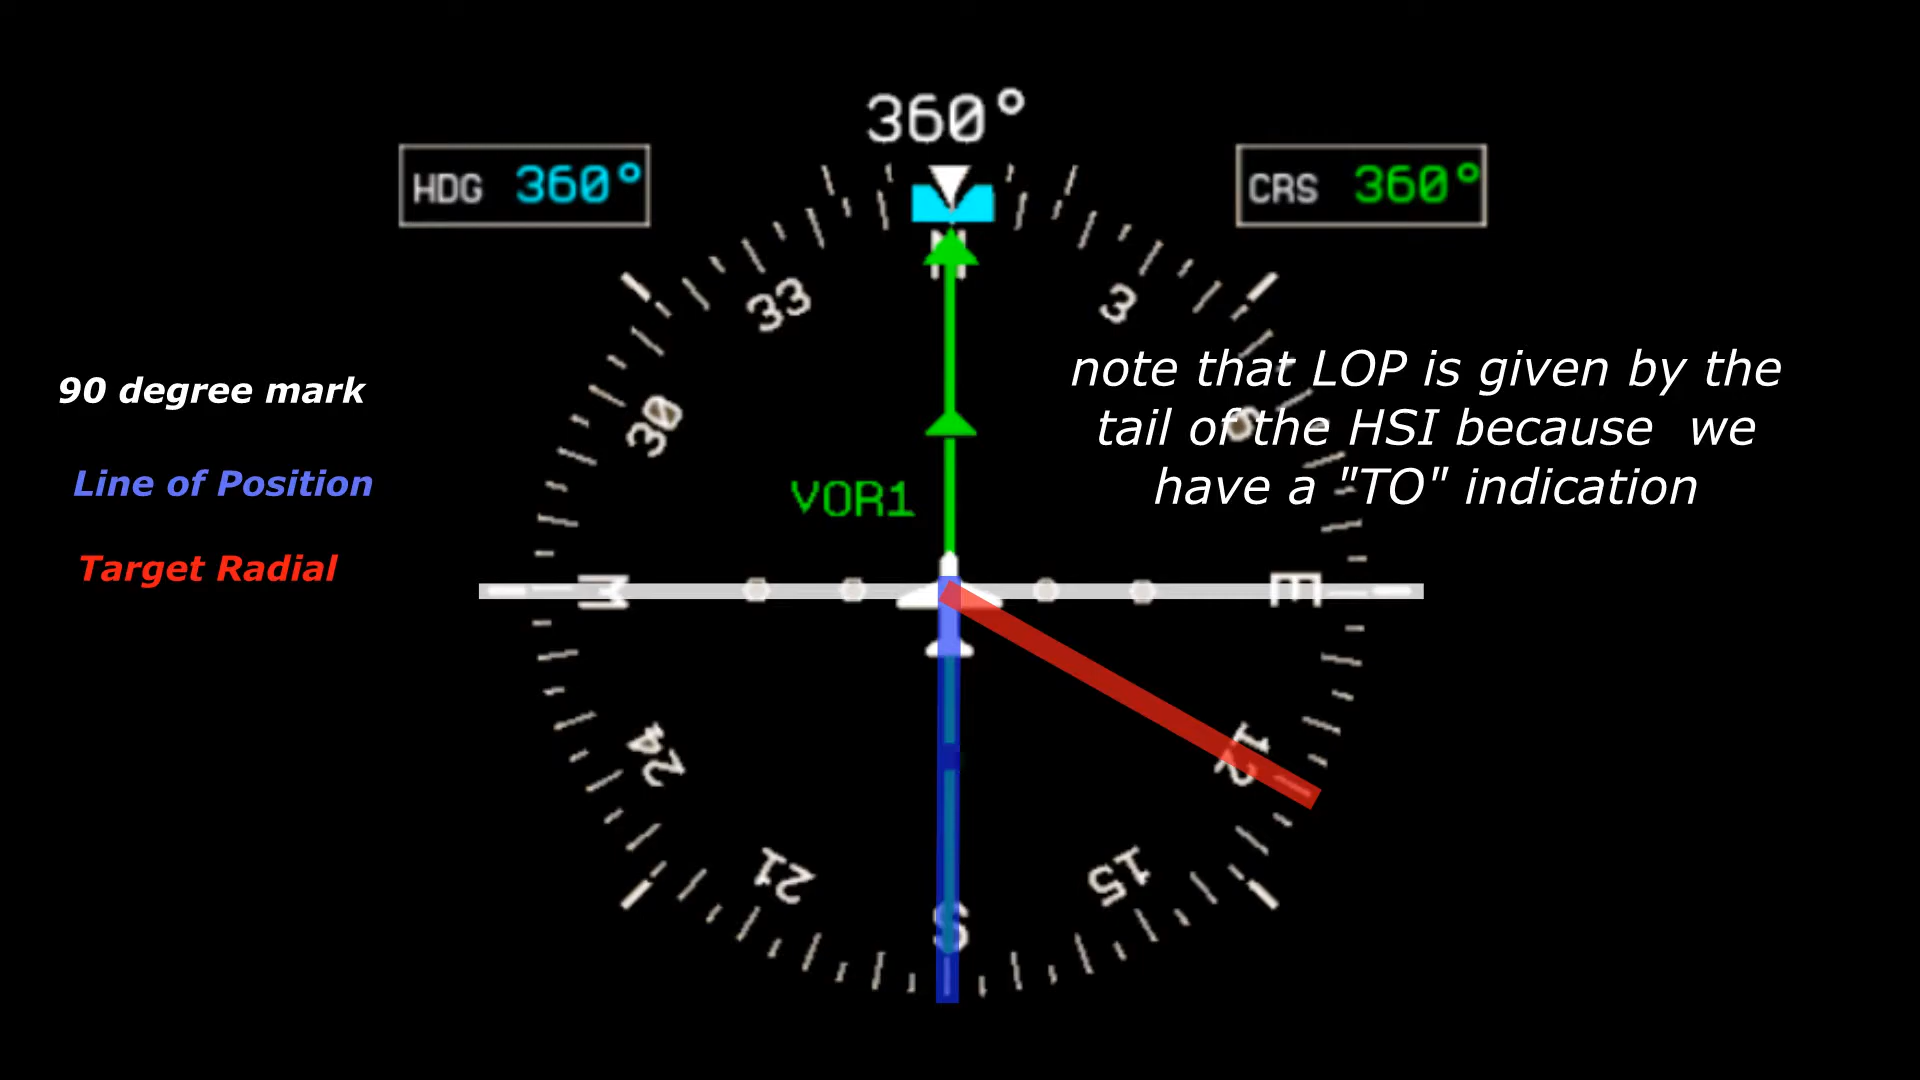 360°
HDG 360°
CRS 360°
N
33
3
90 degree mark
note that LOP is given by the
tail of the HSI because we
have a "TO" indication
30
6
Line of Position
VOR1
Target Radial
W
E
24
12
21
15
S